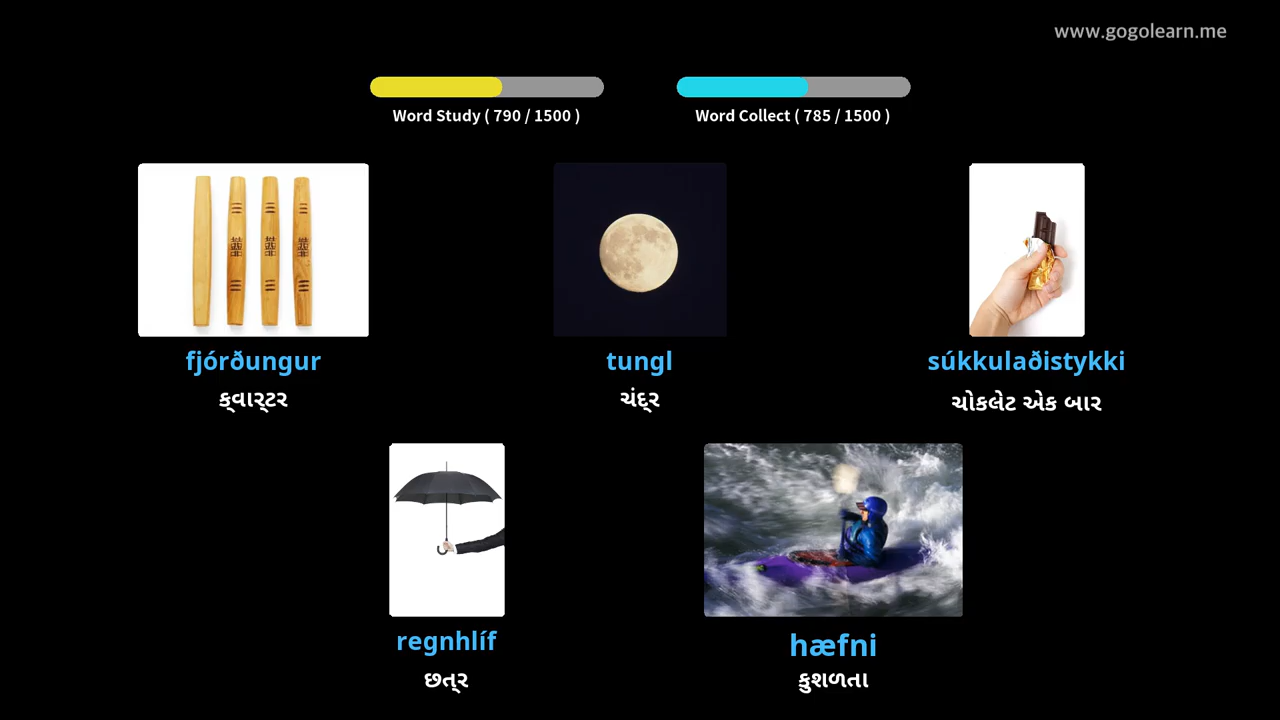 www.gogolearn.me
Word Study ( 790 / 1500 )
Word Collect ( 785 / 1500 )
fjórðungur
ક્વાર્ટર
tungl
ચંદ્ર
súkkulaðistykki
ચોકલેટ એક બાર
regnhlíf
છત્ર
hæfni
કુશળતા